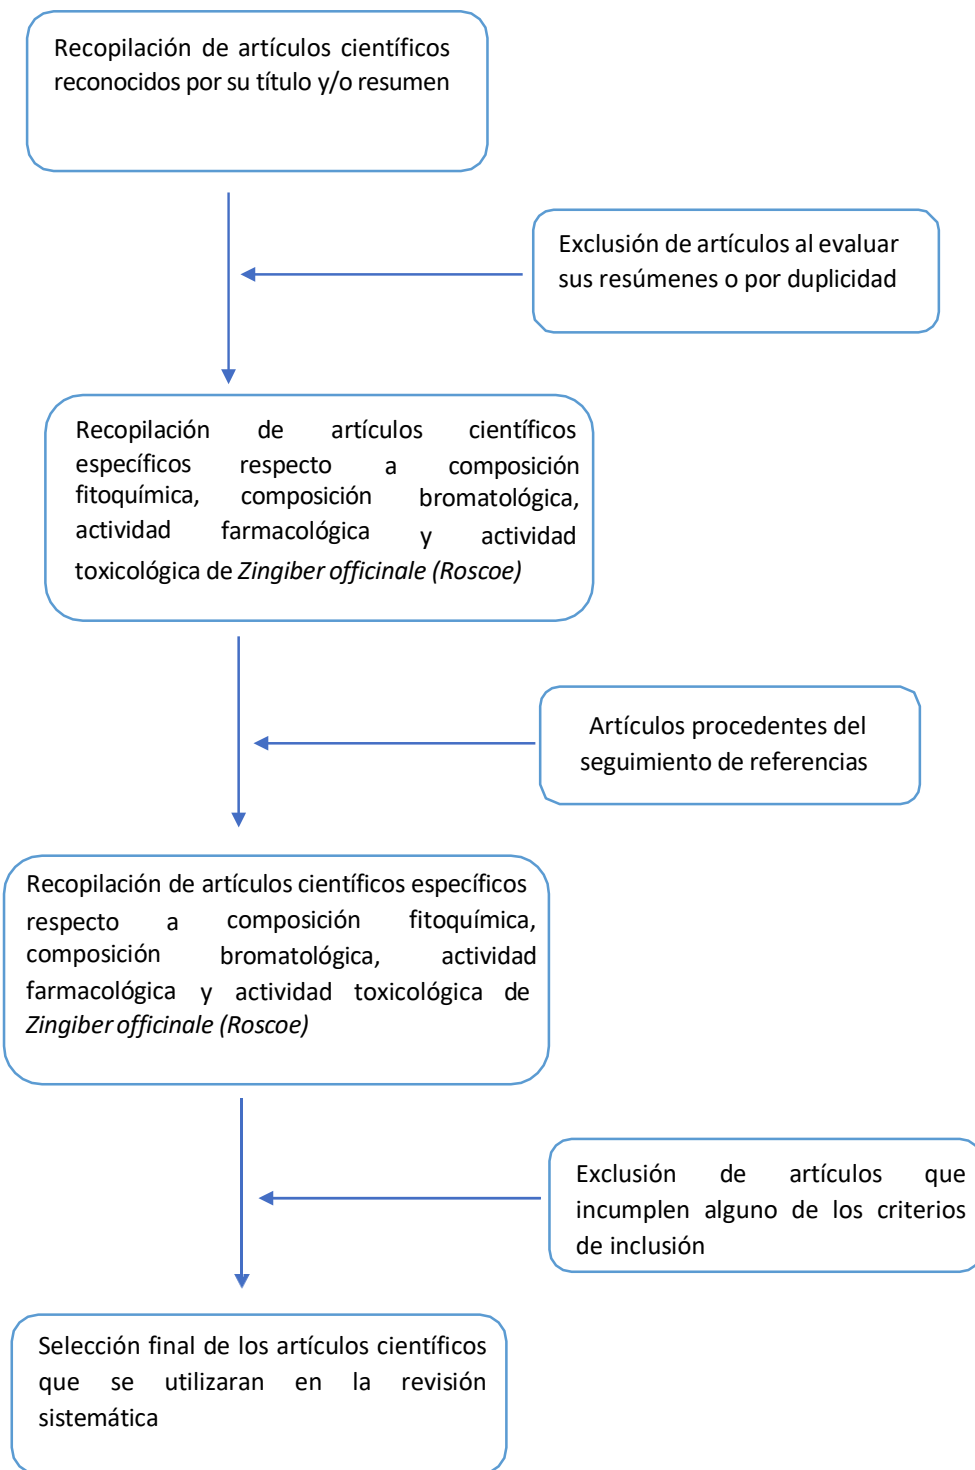 Recopilación de artículos científicos
reconocidos por su título y/o resumen
Exclusión de artículos al evaluar
sus resúmenes o por duplicidad
Recopilación de artículos científicos
específicos respecto a composición
fitoquímica, composición bromatológica,
actividad farmacológica y actividad
toxicológica de Zingiber officinale (Roscoe)
Artículos procedentes del
seguimiento de referencias
Recopilación de artículos científicos específicos
respecto a composición fitoquímica,
composición bromatológica, actividad
farmacológica y actividad toxicológica de
Zingiber officinale (Roscoe)
Exclusión de artículos que
incumplen alguno de los criterios
de inclusión
Selección final de los artículos científicos
que se utilizaran en la revisión
sistemática